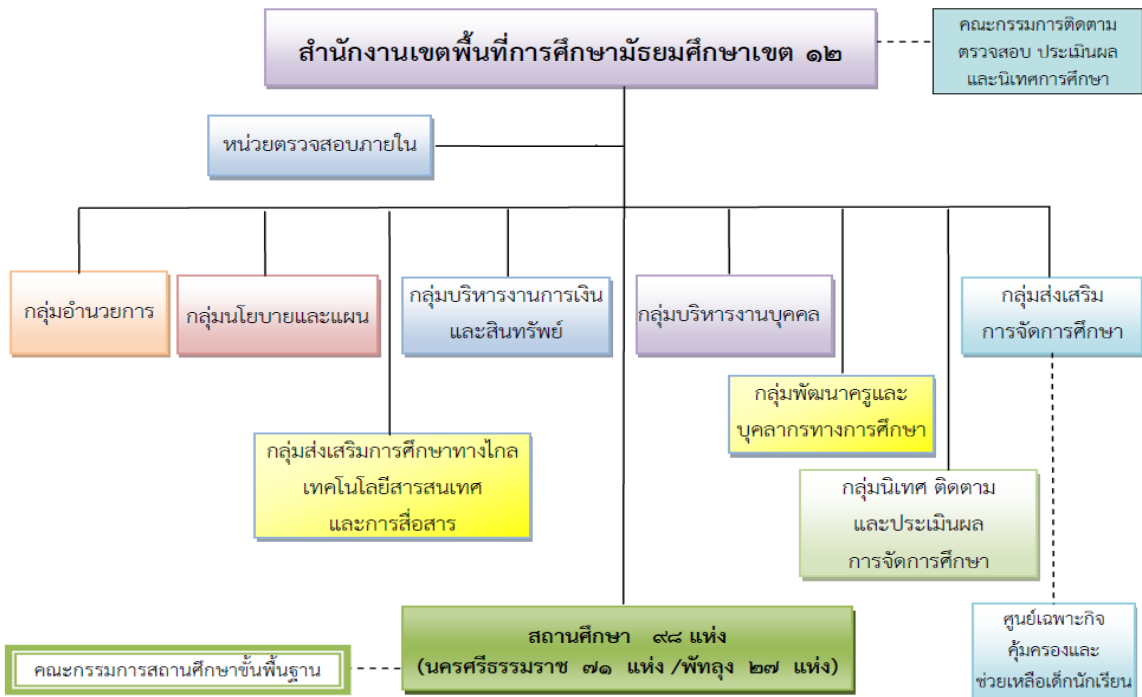 สำนักงานเขตพื้นที่การศึกษามัธยมศึกษาเขต ๑๒
คณะกรรมการติดตาม
ตรวจสอบ ประเมินผล
และนิเทศการศึกษา
หน่วยตรวจสอบภายใน
กลุ่มอำนวยการ
กลุ่มนโยบายและแผน
กลุ่มบริหารงานการเงิน
และสินทรัพย์
กลุ่มบริหารงานบุคคล
กลุ่มส่งเสริม
การจัดการศึกษา
กลุ่มส่งเสริมการศึกษาทางไกล
เทคโนโลยีสารสนเทศ
และการสื่อสาร
กลุ่มพัฒนาครูและ
บุคลากรทางการศึกษา
กลุ่มนิเทศ ติดตาม
และประเมินผล
การจัดการศึกษา
สถานศึกษา ๙๘ แห่ง
(นครศรีธรรมราช ๗๑ แห่ง /พัทลุง ๒๗ แห่ง)
คณะกรรมการสถานศึกษาขั้นพื้นฐาน
ศูนย์เฉพาะกิจ
คุ้มครองและ
ช่วยเหลือเด็กนักเรียน